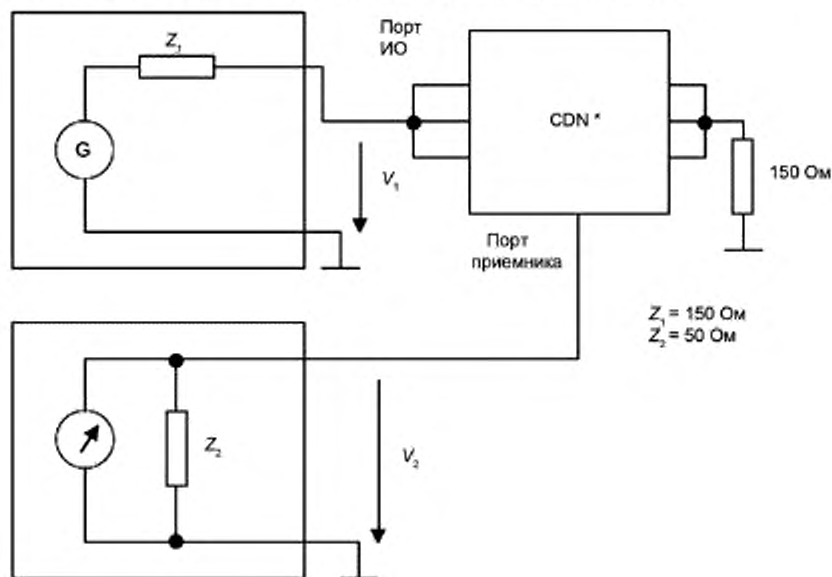 Z₁
Порт
ИО
G
CDN *
V₁
150 Ом
Порт
приемника
Z₁ = 150 Ом
Z₂ = 50 Ом
Z₂
V₂